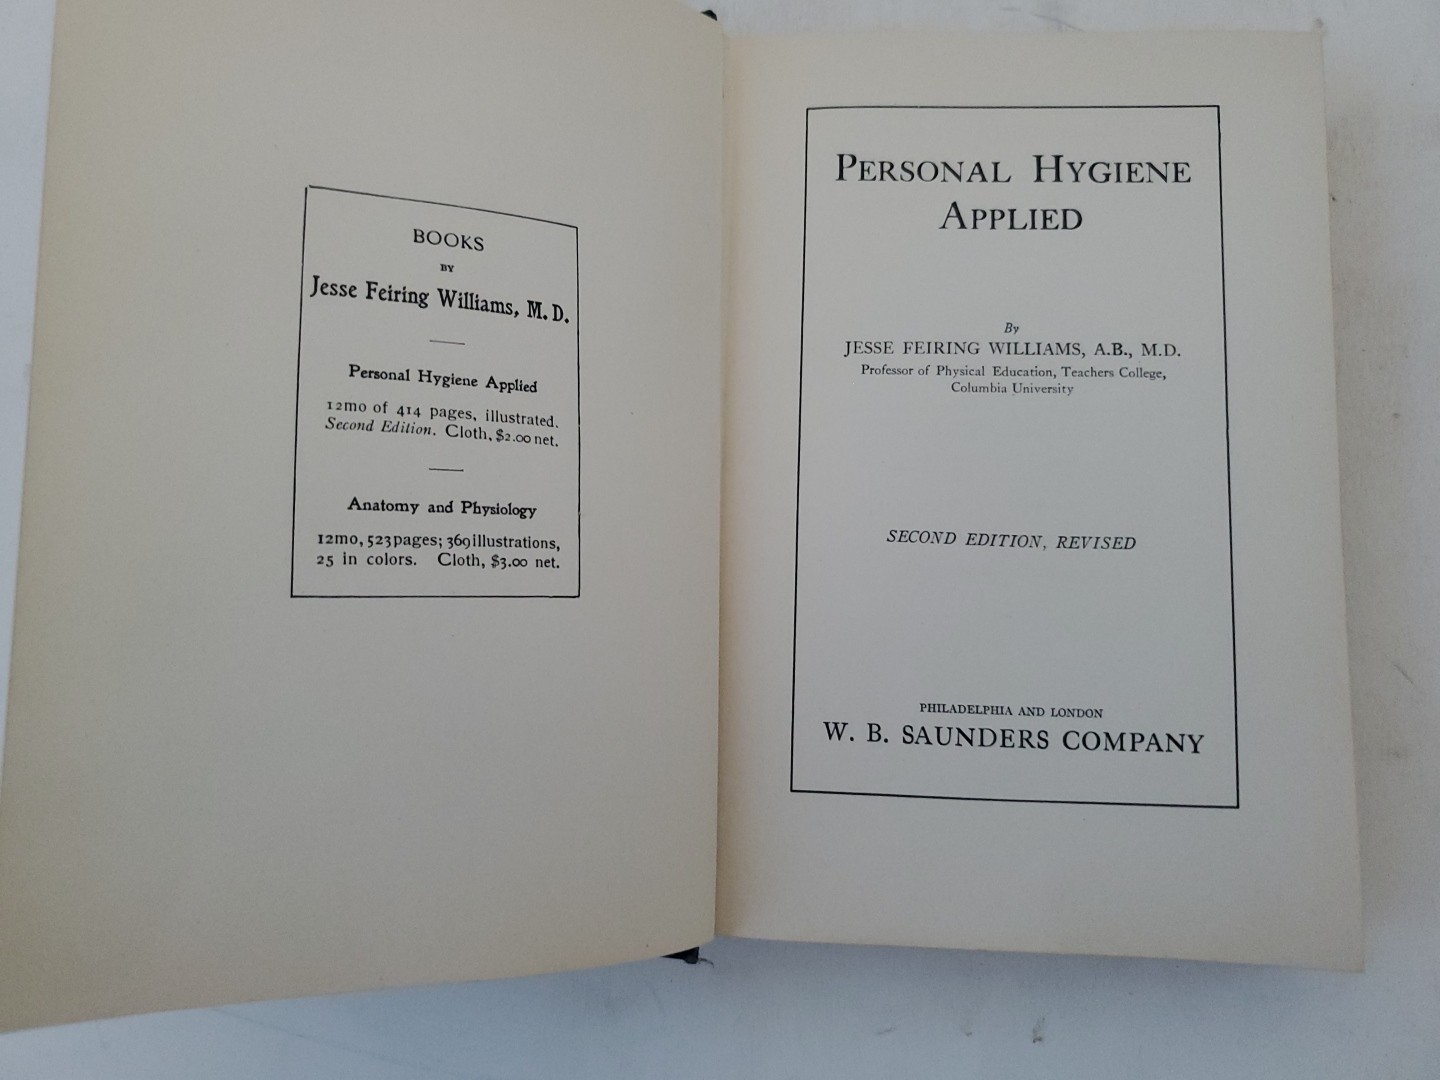 BOOKS
BY
Jesse Feiring Williams, M.D.
Personal Hygiene Applied
12mo of 414 pages, illustrated.
Second Edition. Cloth, $2.00 net.
Anatomy and Physiology
12mo, 523 pages; 369 illustrations,
25 in colors. Cloth, $3.00 net.
PERSONAL HYGIENE
APPLIED
By
JESSE FEIRING WILLIAMS, A.B., M.D.
Professor of Physical Education, Teachers College,
Columbia University
SECOND EDITION, REVISED
PHILADELPHIA AND LONDON
W. B. SAUNDERS COMPANY